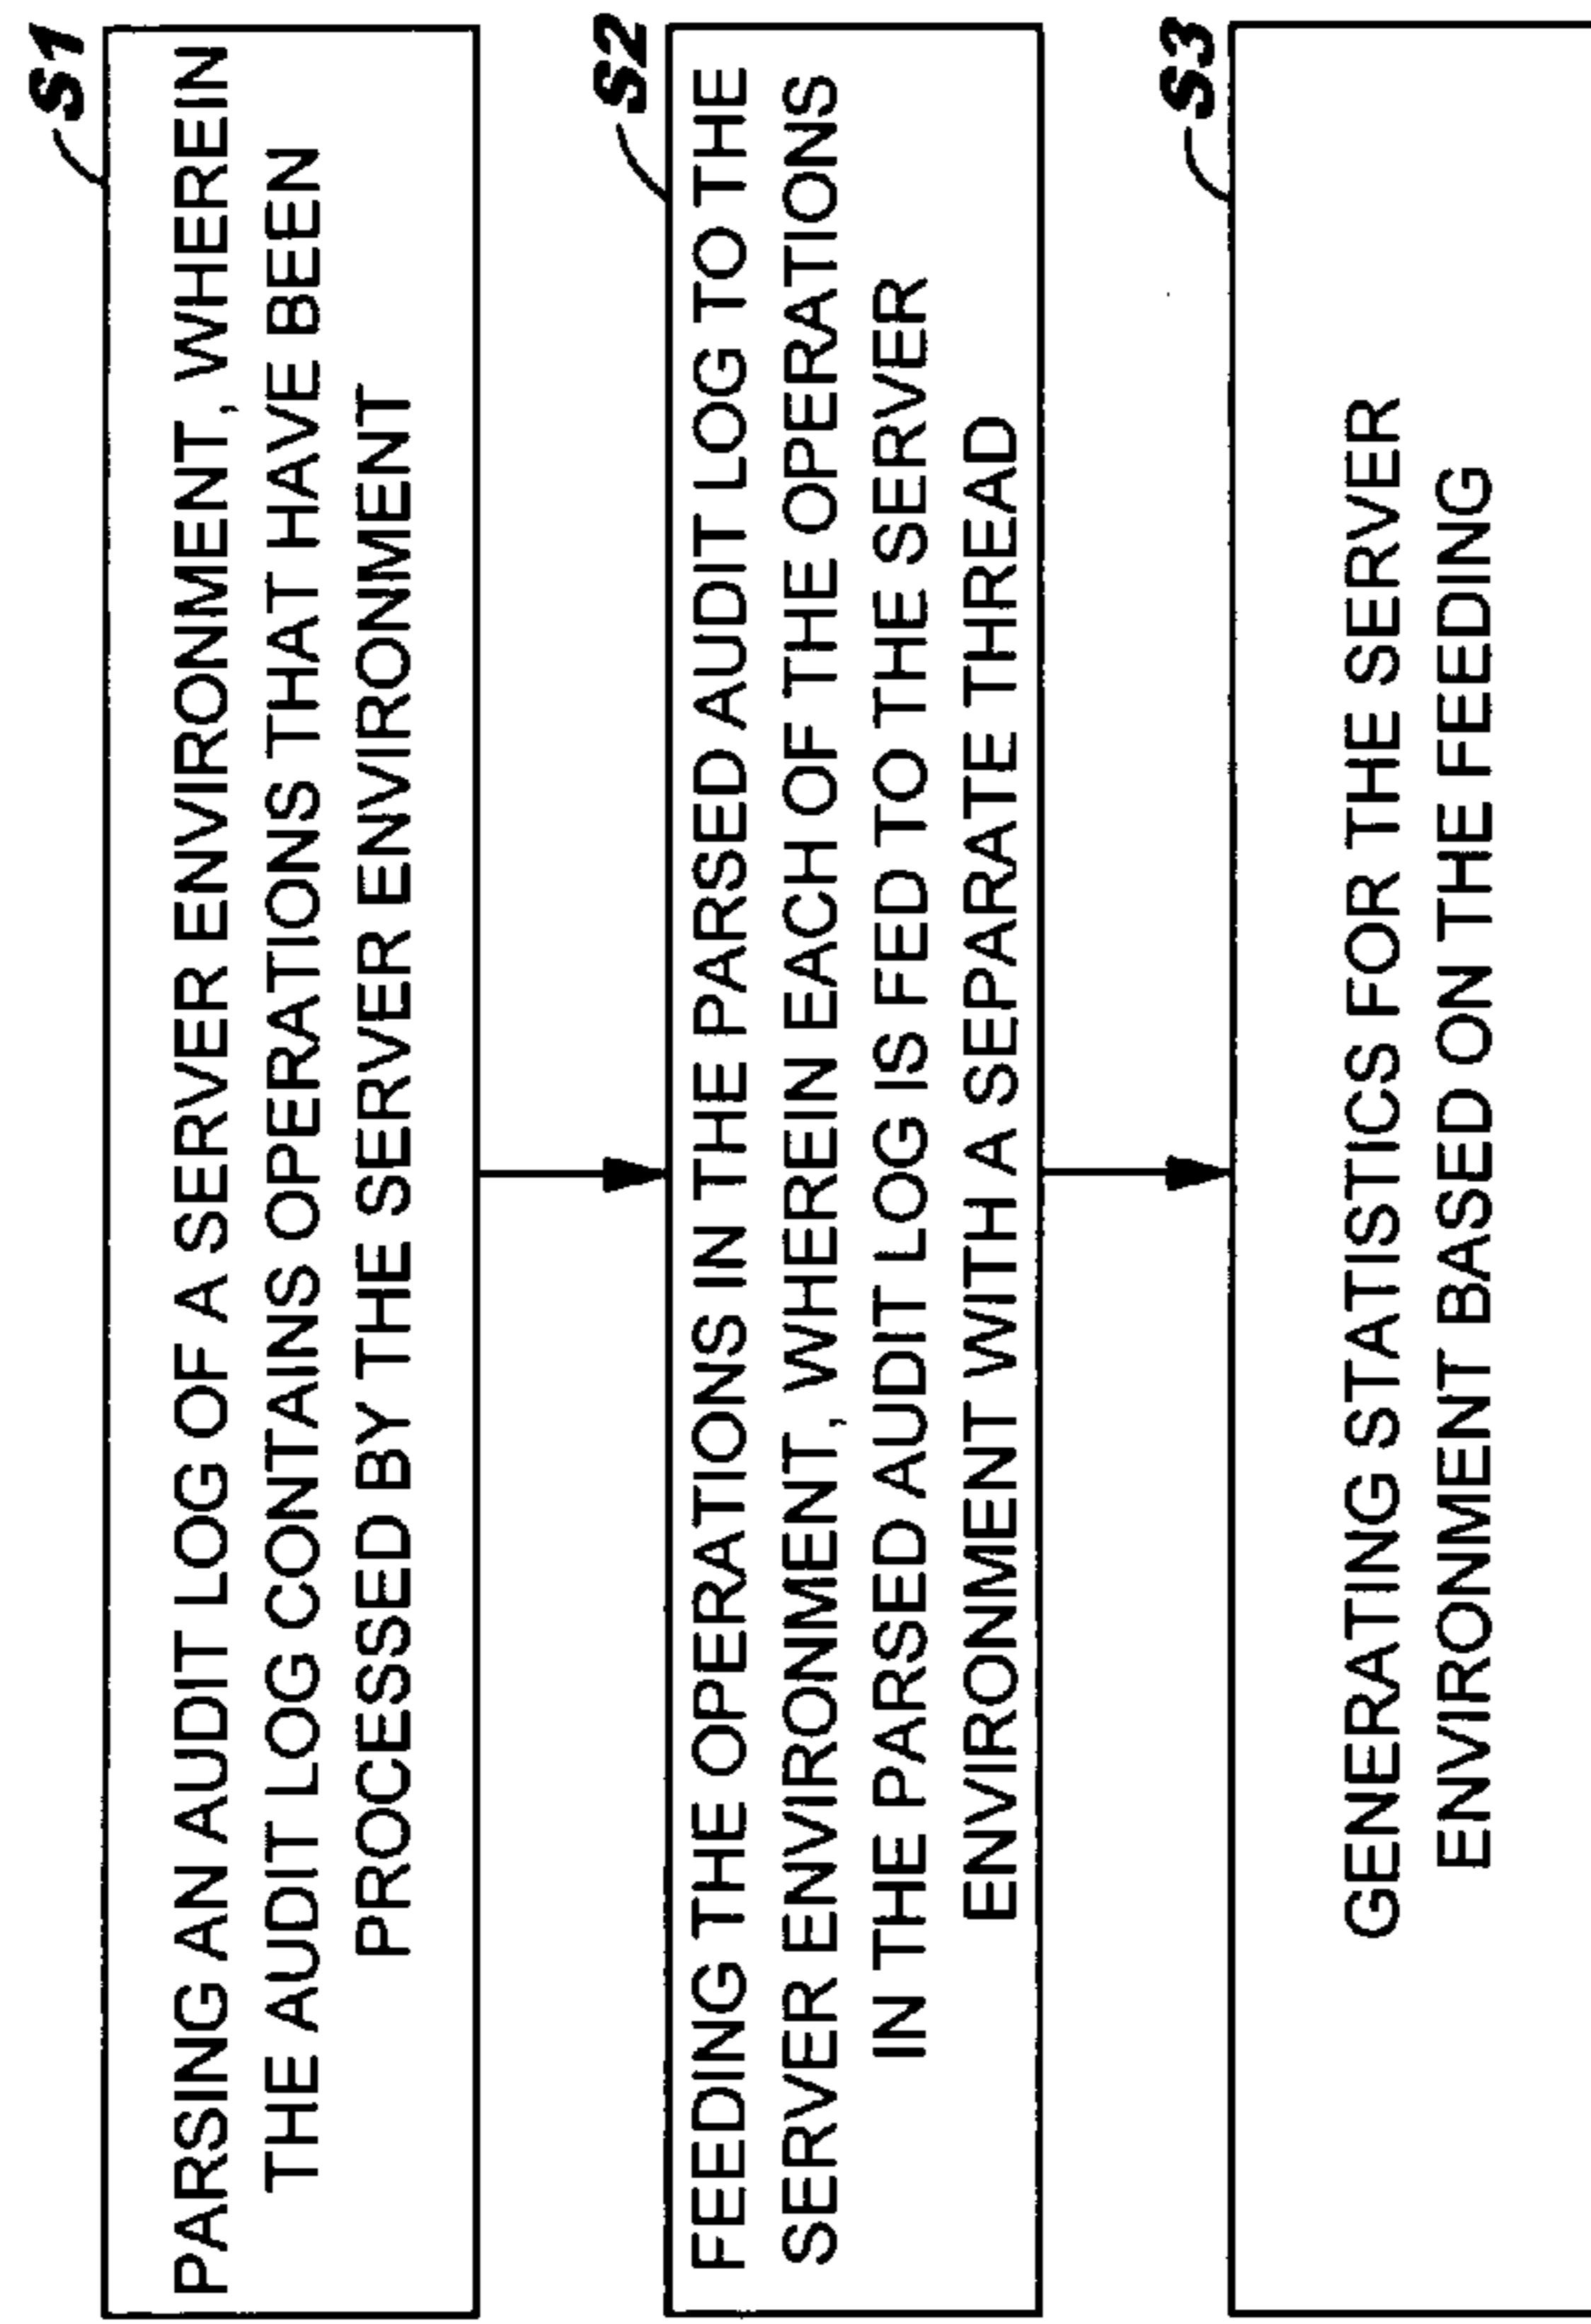 S1
PARSING AN AUDIT LOG OF A SERVER ENVIRONMENT, WHEREIN
THE AUDIT LOG CONTAINS OPERATIONS THAT HAVE BEEN
PROCESSED BY THE SERVER ENVIRONMENT
S2
FEEDING THE OPERATIONS IN THE PARSED AUDIT LOG TO THE
SERVER ENVIRONMENT, WHEREIN EACH OF THE OPERATIONS
IN THE PARSED AUDIT LOG IS FED TO THE SERVER
ENVIRONMENT WITH A SEPARATE THREAD
S3
GENERATING STATISTICS FOR THE SERVER
ENVIRONMENT BASED ON THE FEEDING